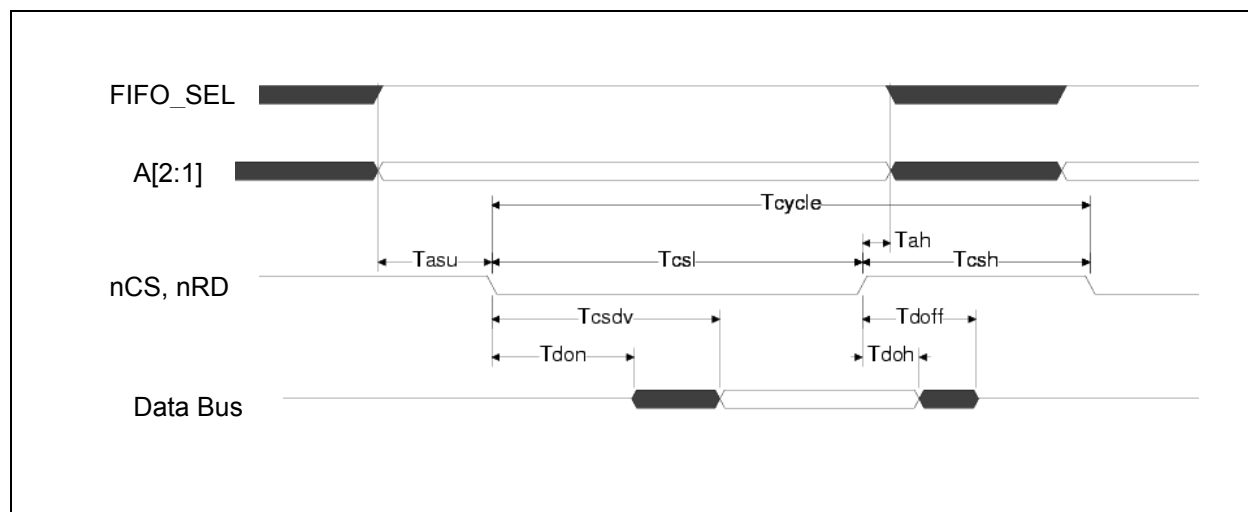 FIFO_SEL
A[2:1]
Tcycle
Tah
Tasu
Tcsl
Tcsh
nCS, nRD
Tcsdv
Tdoff
Tdon
Tdoh
Data Bus